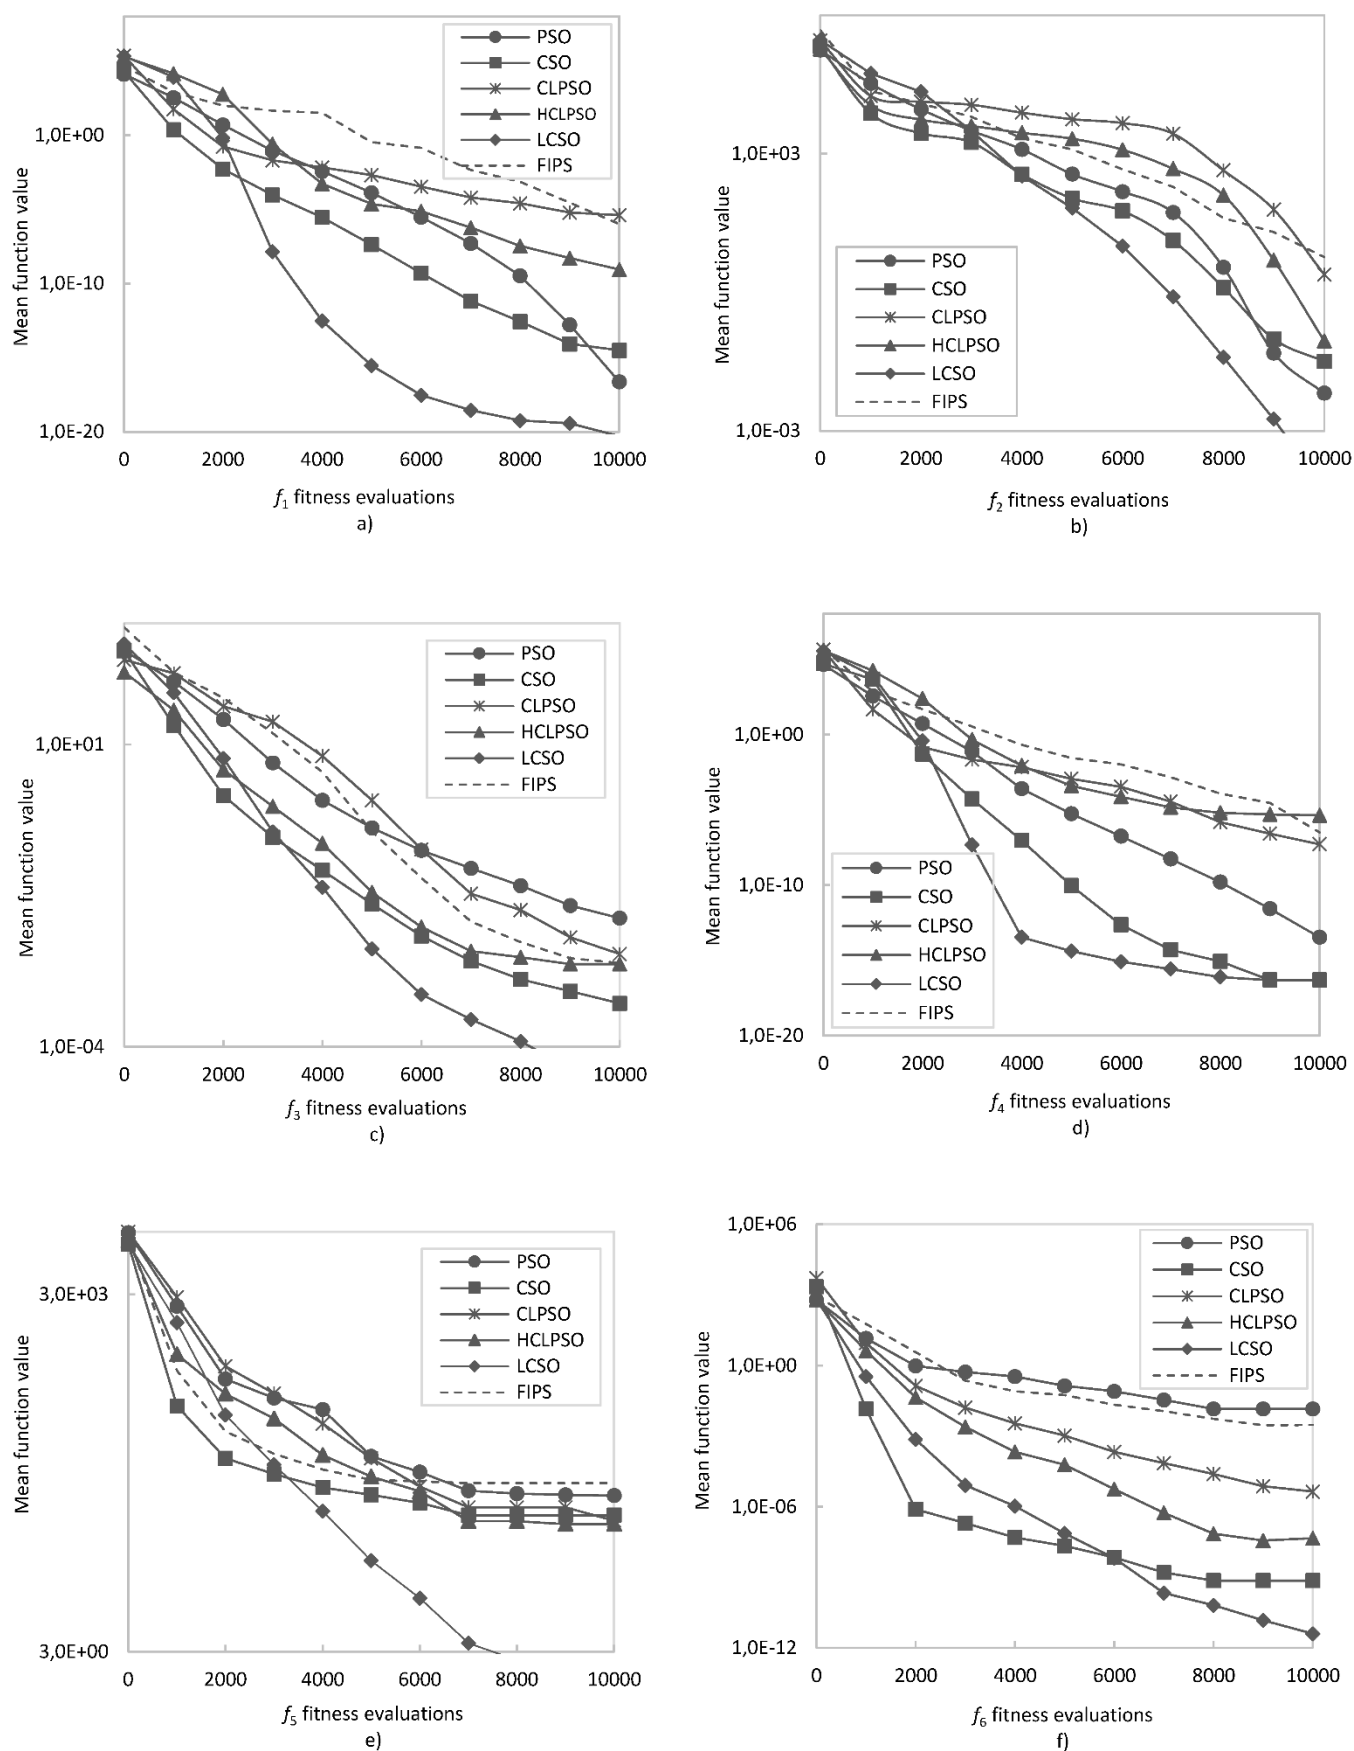 Mean function value
1,0E+00
1,0E-10
1,0E-20
PSO
CSO
CLPSO
HCLPSO
LCSO
FIPS
0 2000 4000 6000 8000 10000
f1 fitness evaluations
a)
Mean function value
1,0E+03
1,0E-03
PSO
CSO
CLPSO
HCLPSO
LCSO
FIPS
0 2000 4000 6000 8000 10000
f2 fitness evaluations
b)
Mean function value
1,0E+01
1,0E-04
PSO
CSO
CLPSO
HCLPSO
LCSO
FIPS
0 2000 4000 6000 8000 10000
f3 fitness evaluations
c)
Mean function value
1,0E+00
1,0E-10
1,0E-20
PSO
CSO
CLPSO
HCLPSO
LCSO
FIPS
0 2000 4000 6000 8000 10000
f4 fitness evaluations
d)
Mean function value
3,0E+03
3,0E+00
PSO
CSO
CLPSO
HCLPSO
LCSO
FIPS
0 2000 4000 6000 8000 10000
f5 fitness evaluations
e)
Mean function value
1,0E+06
1,0E+00
1,0E-06
1,0E-12
PSO
CSO
CLPSO
HCLPSO
LCSO
FIPS
0 2000 4000 6000 8000 10000
f6 fitness evaluations
f)